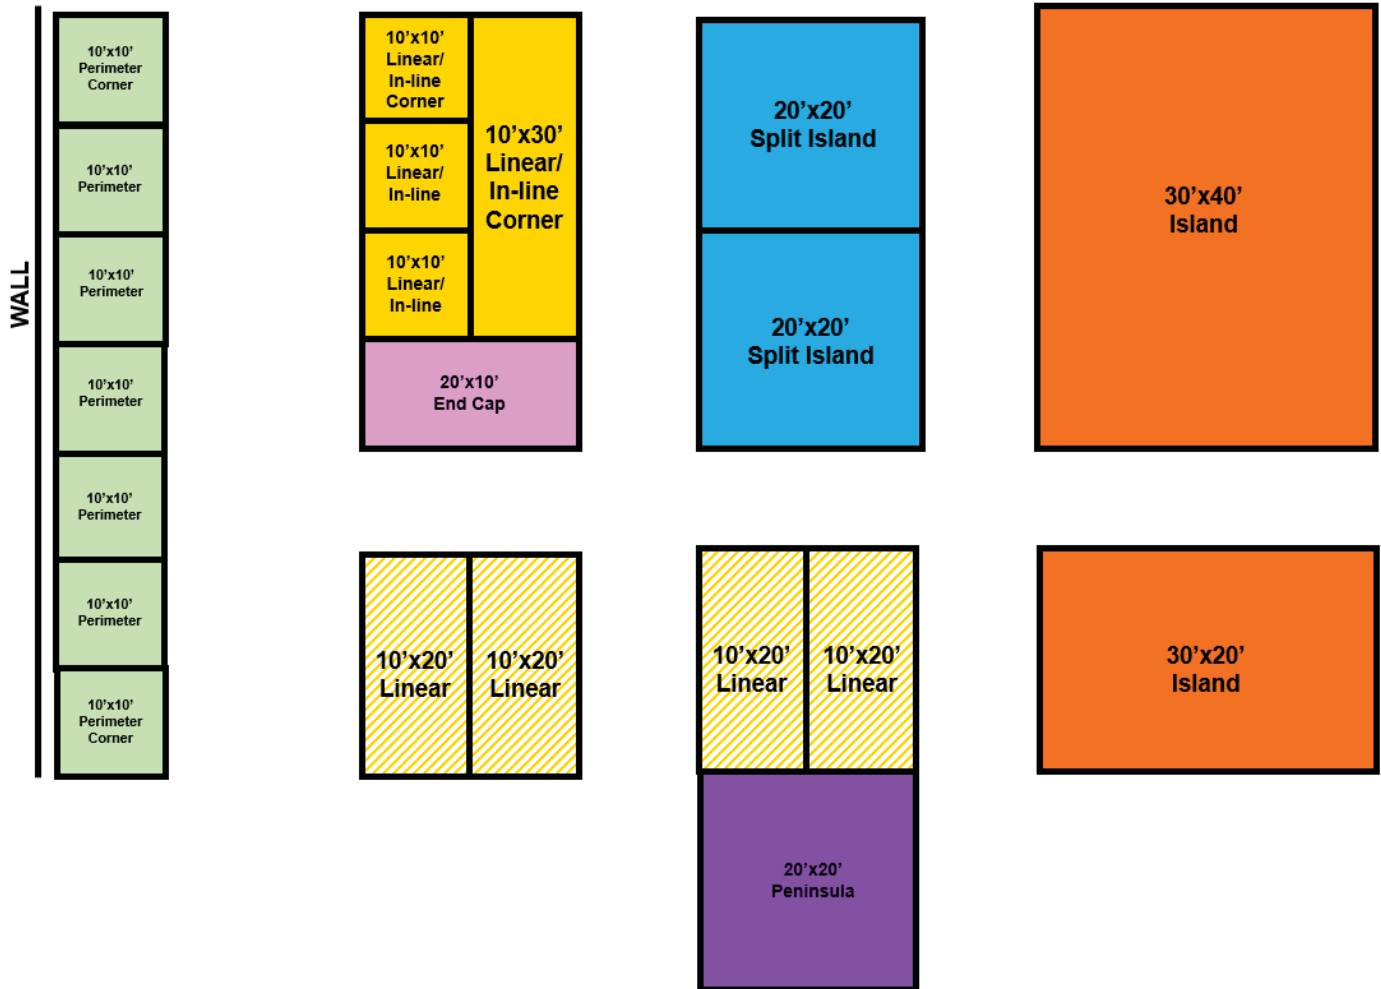 WALL
10’x10’
Perimeter
Corner
10’x10’
Perimeter
10’x10’
Perimeter
10’x10’
Perimeter
10’x10’
Perimeter
10’x10’
Perimeter
10’x10’
Perimeter
Corner
10’x10’
Linear/
In-line
Corner
10’x10’
Linear/
In-line
10’x10’
Linear/
In-line
10’x30’
Linear/
In-line
Corner
20’x10’
End Cap
20’x20’
Split Island
20’x20’
Split Island
30’x40’
Island
10’x20’
Linear
10’x20’
Linear
10’x20’
Linear
10’x20’
Linear
20’x20’
Peninsula
30’x20’
Island